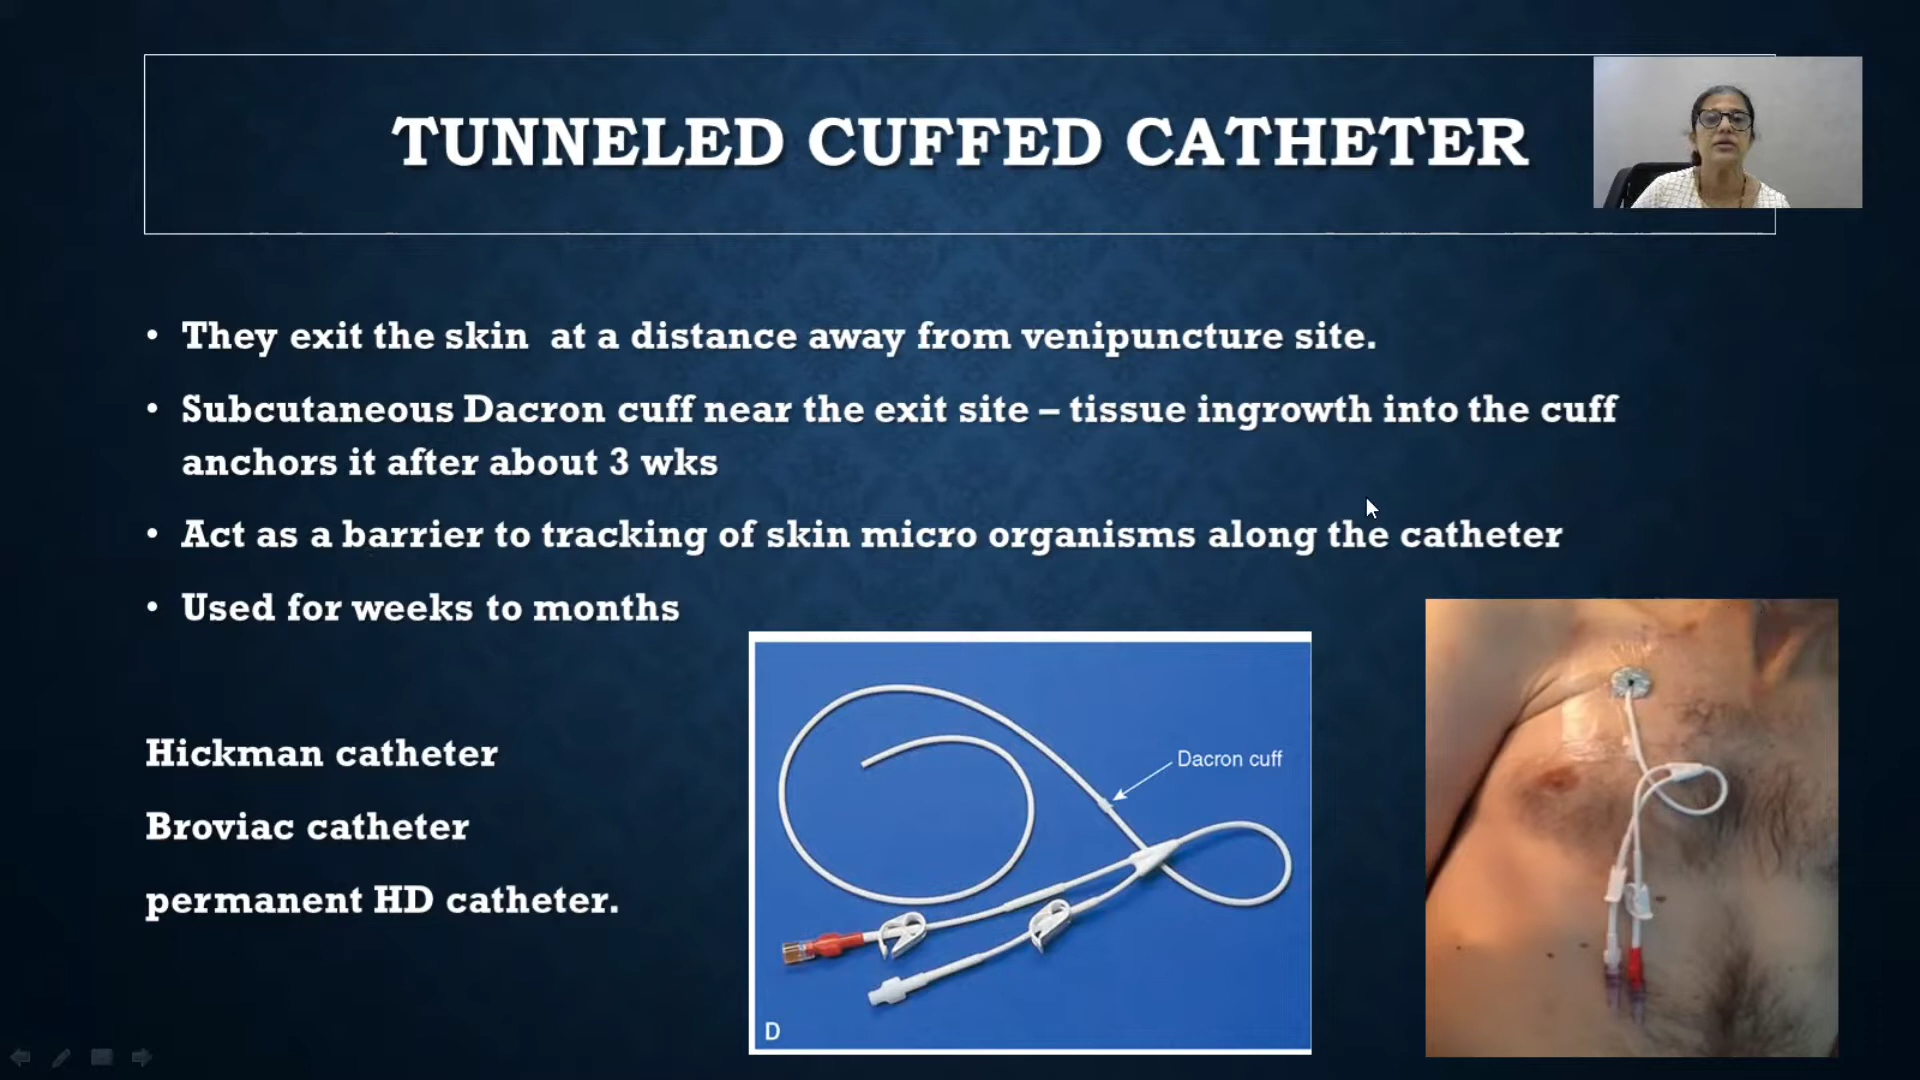 TUNNELED CUFFED CATHETER
• They exit the skin at a distance away from venipuncture site.
• Subcutaneous Dacron cuff near the exit site – tissue ingrowth into the cuff
anchors it after about 3 wks
• Act as a barrier to tracking of skin micro organisms along the catheter
• Used for weeks to months
Hickman catheter
Broviac catheter
permanent HD catheter.
Dacron cuff
D